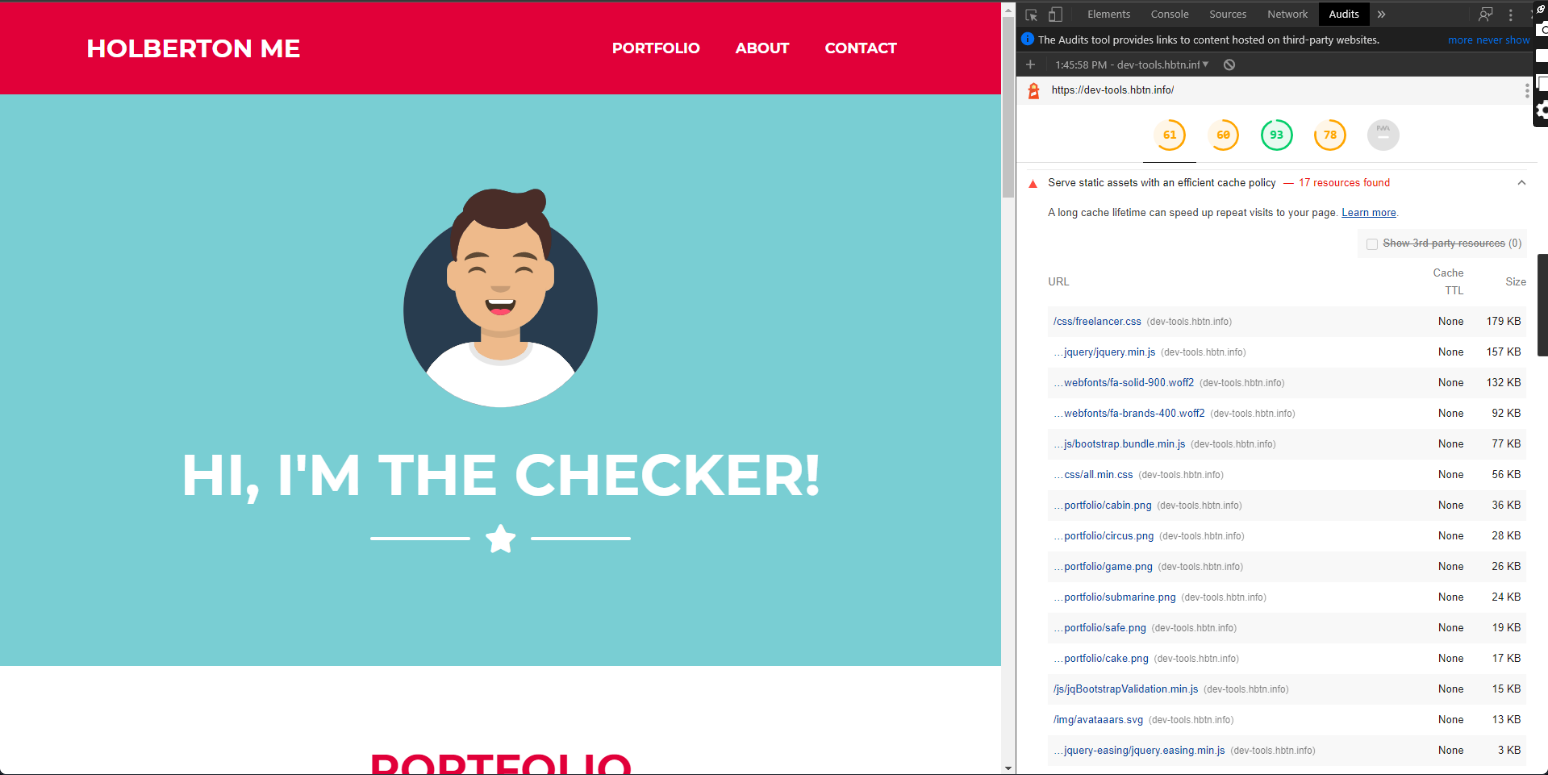 HOLBERTON ME
PORTFOLIO ABOUT CONTACT
HI, I'M THE CHECKER!
PORTFOLIO
Elements Console Sources Network Audits »
The Audits tool provides links to content hosted on third-party websites. more never show
+ 1:45:58 PM - dev-tools.hbtn.inf ▼
https://dev-tools.hbtn.info/
61 60 93 78 PWA —
Serve static assets with an efficient cache policy — 17 resources found
A long cache lifetime can speed up repeat visits to your page. Learn more.
Show 3rd-party resources (0)
URL Cache TTL Size
/css/freelancer.css (dev-tools.hbtn.info) None 179 KB
…jquery/jquery.min.js (dev-tools.hbtn.info) None 157 KB
…webfonts/fa-solid-900.woff2 (dev-tools.hbtn.info) None 132 KB
…webfonts/fa-brands-400.woff2 (dev-tools.hbtn.info) None 92 KB
…js/bootstrap.bundle.min.js (dev-tools.hbtn.info) None 77 KB
…css/all.min.css (dev-tools.hbtn.info) None 56 KB
…portfolio/cabin.png (dev-tools.hbtn.info) None 36 KB
…portfolio/circus.png (dev-tools.hbtn.info) None 28 KB
…portfolio/game.png (dev-tools.hbtn.info) None 26 KB
…portfolio/submarine.png (dev-tools.hbtn.info) None 24 KB
…portfolio/safe.png (dev-tools.hbtn.info) None 19 KB
…portfolio/cake.png (dev-tools.hbtn.info) None 17 KB
/js/jqBootstrapValidation.min.js (dev-tools.hbtn.info) None 15 KB
/img/avataaars.svg (dev-tools.hbtn.info) None 13 KB
…jquery-easing/jquery.easing.min.js (dev-tools.hbtn.info) None 3 KB